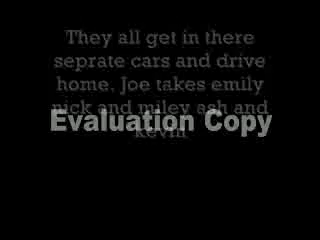 They all get in there
seprate cars and drive
home. Joe takes emily
nick and miley ash and
Evaluation Copy
kevin